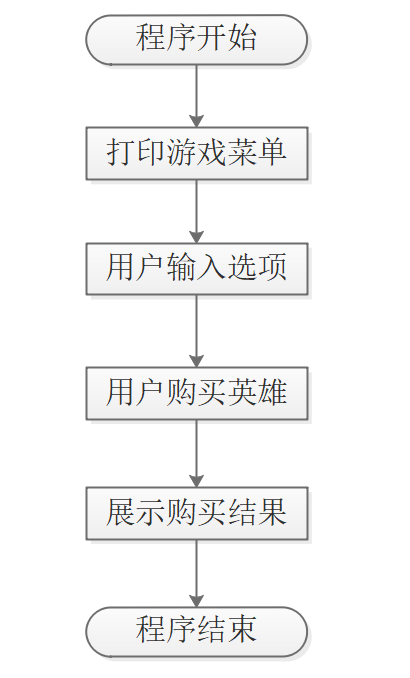 程序开始
打印游戏菜单
用户输入选项
用户购买英雄
展示购买结果
程序结束